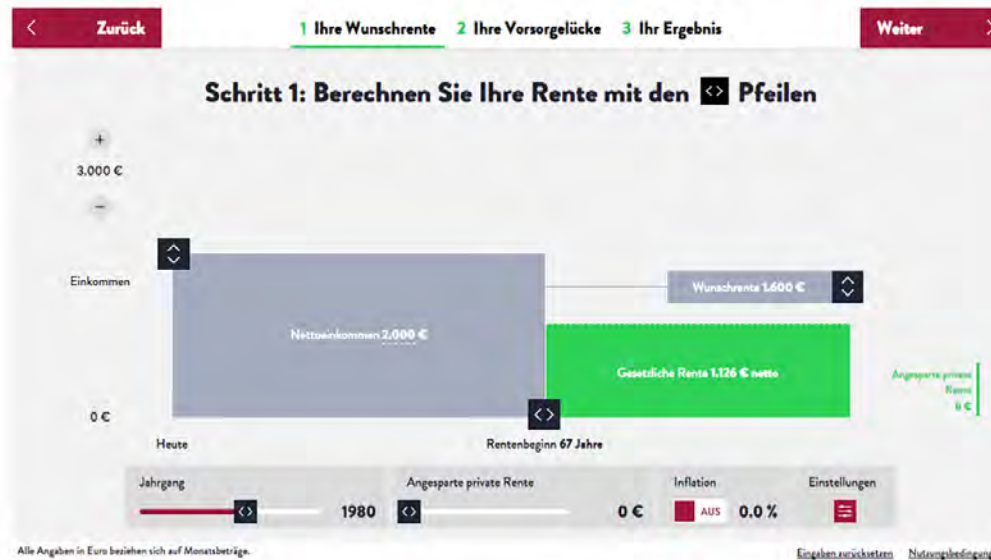 Zurück
1 Ihre Wunschrente 2 Ihre Vorsorgelücke 3 Ihr Ergebnis
Weiter
Schritt 1: Berechnen Sie Ihre Rente mit den <> Pfeilen
+
3.000 €
−
Einkommen
Wunschrente 1.600 €
Nettoeinkommen 2.000 €
Gesetzliche Rente 1.126 € netto
Angesparte private
Rente
0 €
0 €
Heute
Rentenbeginn 67 Jahre
Jahrgang
1980
Angesparte private Rente
0 €
Inflation
AUS 0.0 %
Einstellungen
Alle Angaben in Euro beziehen sich auf Monatsbeträge.
Eingaben zurücksetzen Nutzungsbedingun